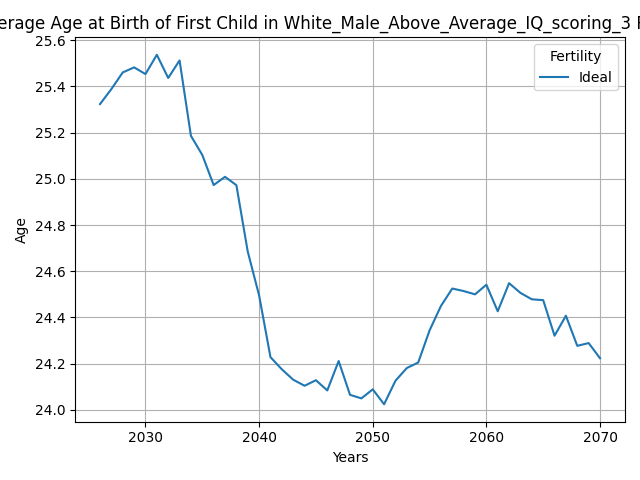 erage Age at Birth of First Child in White_Male_Above_Average_IQ_scoring_3
Fertility
Ideal
25.6
25.4
25.2
25.0
24.8
24.6
24.4
24.2
24.0
Age
2030 2040 2050 2060 2070
Years